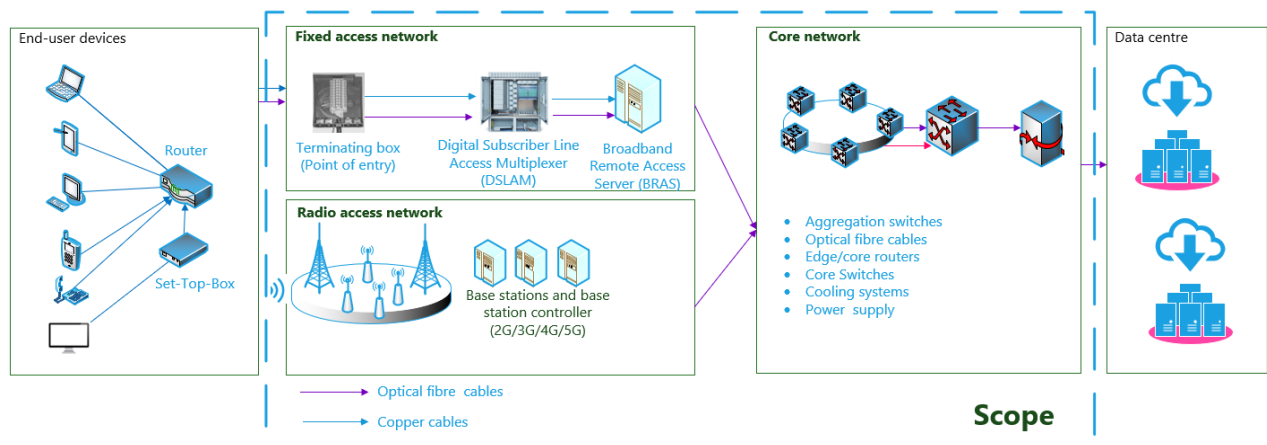 End-user devices
Router
Set-Top-Box
Fixed access network
Terminating box
(Point of entry)
Digital Subscriber Line
Access Multiplexer
(DSLAM)
Broadband
Remote Access
Server (BRAS)
Radio access network
Base stations and base
station controller
(2G/3G/4G/5G)
Core network
• Aggregation switches
• Optical fibre cables
• Edge/core routers
• Core Switches
• Cooling systems
• Power supply
Data centre
Optical fibre cables
Copper cables
Scope